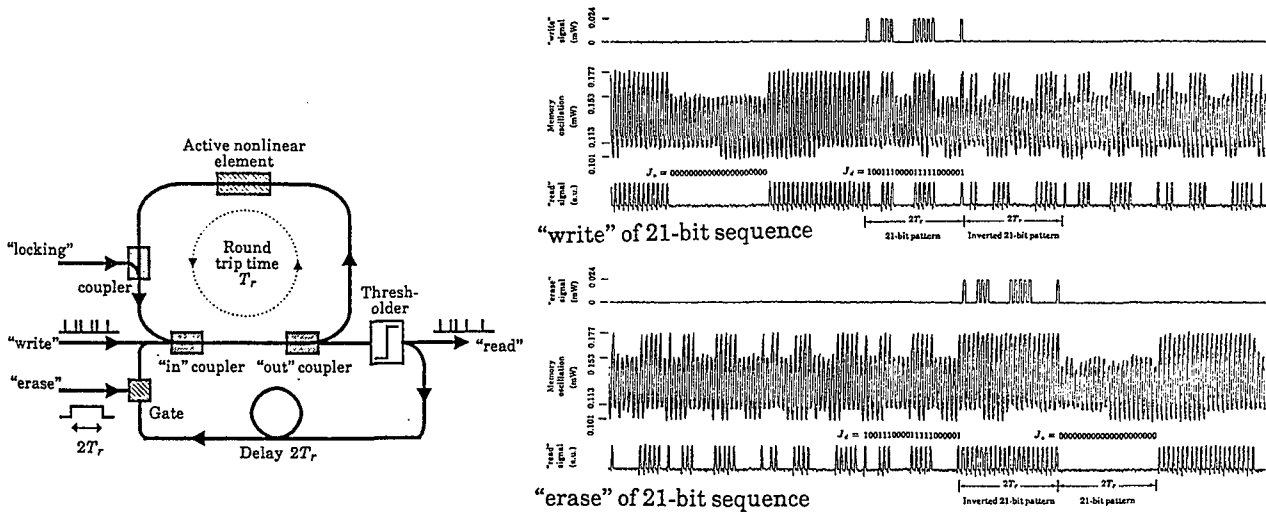 Active nonlinear
element
"locking"
coupler
Round
trip time
Tᵣ
Thresh-
older
"write"
"in" coupler
"out" coupler
"read"
"erase"
Gate
2Tᵣ
Delay 2Tᵣ
"write"
signal
(mW)
0.024
0
Memory
oscillation
(mW)
0.177
0.153
0.113
0.101
Jₒ = 000000000000000000000
J_d = 100111000011111000001
"read"
signal
(a.u.)
2Tᵣ
2Tᵣ
21-bit pattern
Inverted 21-bit pattern
"write" of 21-bit sequence
"erase"
signal
(mW)
0.024
0
Memory
oscillation
(mW)
0.177
0.153
0.113
0.101
J_d = 100111000011111000001
Jₒ = 000000000000000000000
"read"
signal
(a.u.)
2Tᵣ
2Tᵣ
Inverted 21-bit pattern
21-bit pattern
"erase" of 21-bit sequence